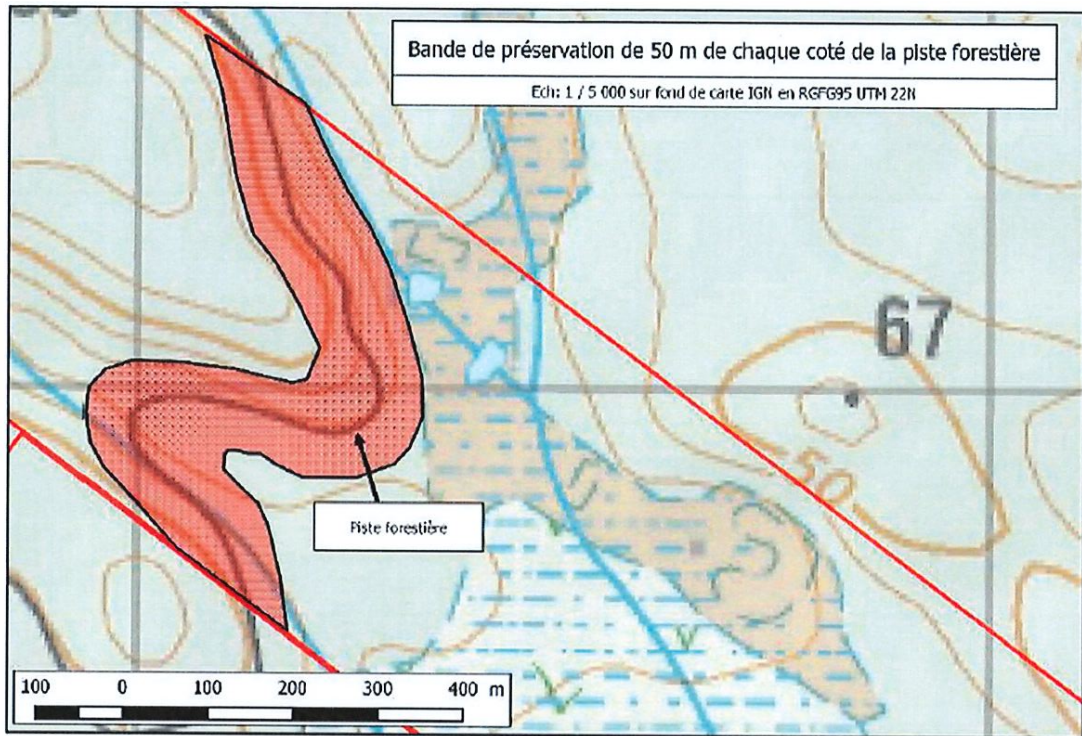 Bande de préservation de 50 m de chaque coté de la piste forestière
Ech: 1 / 5 000 sur fond de carte IGN en RGFG95 UTM 22N
67
50
Piste forestière
100 0 100 200 300 400 m